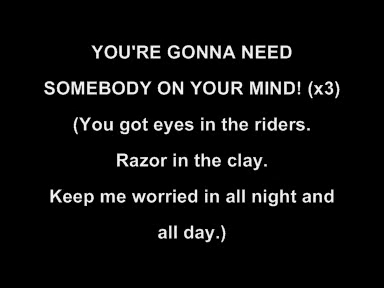 YOU'RE GONNA NEED
SOMEBODY ON YOUR MIND! (x3)
(You got eyes in the riders.
Razor in the clay.
Keep me worried in all night and
all day.)